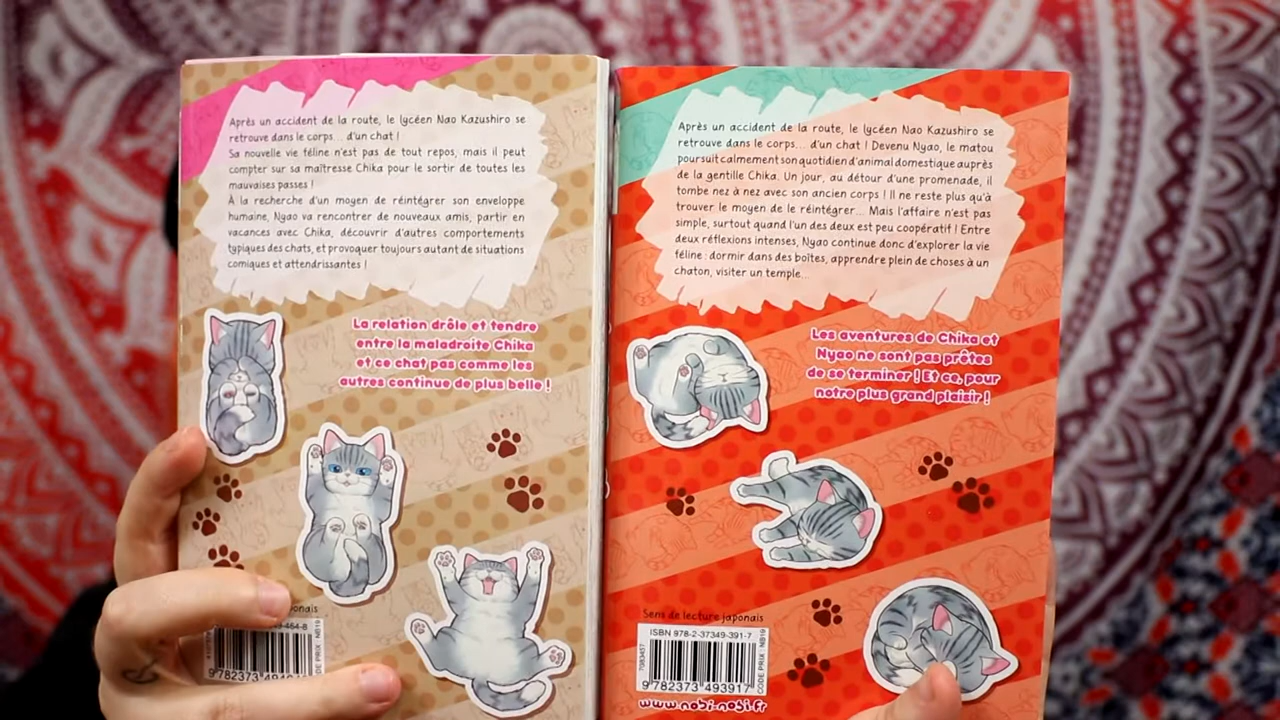 Après un accident de la route, le lycéen Nao Kazushiro se
retrouve dans le corps... d'un chat !
Sa nouvelle vie féline n'est pas de tout repos, mais il peut
compter sur sa maîtresse Chika pour le sortir de toutes les
mauvaises passes !
À la recherche d'un moyen de réintégrer son enveloppe
humaine, Nyao va rencontrer de nouveaux amis, partir en
vacances avec Chika, découvrir d'autres comportements
typiques des chats, et provoquer toujours autant de situations
comiques et attendrissantes !
La relation drôle et tendre
entre la maladroite Chika
et ce chat pas comme les
autres continue de plus belle !
ponais
464-8
9 782373 494
CODE PRIX : NB19
Après un accident de la route, le lycéen Nao Kazushiro se
retrouve dans le corps... d'un chat ! Devenu Nyao, le matou
poursuit calmement son quotidien d'animal domestique auprès
de la gentille Chika. Un jour, au détour d'une promenade, il
tombe nez à nez avec son ancien corps ! Il ne reste plus qu'à
trouver le moyen de le réintégrer... Mais l'affaire n'est pas
simple, surtout quand l'un des deux est peu coopératif ! Entre
deux réflexions intenses, Nyao continue donc d'explorer la vie
féline : dormir dans des boîtes, apprendre plein de choses à un
chaton, visiter un temple...
Les aventures de Chika et
Nyao ne sont pas prêtes
de se terminer ! Et ce, pour
notre plus grand plaisir !
Sens de lecture japonais
ISBN 978-2-37349-391-7
7083457
9 782373 493917
CODE PRIX : NB19
www.nobi-nobi.fr